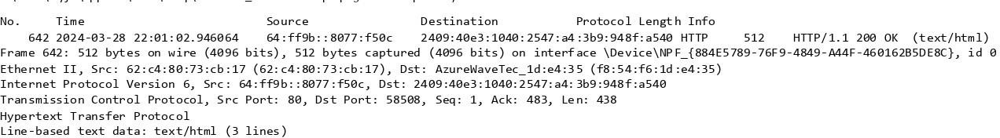 No. Time Source Destination Protocol Length Info
642 2024-03-28 22:01:02.946064 64:ff9b::8077:f50c 2409:40e3:1040:2547:a4:3b9:948f:a540 HTTP 512 HTTP/1.1 200 OK (text/html)
Frame 642: 512 bytes on wire (4096 bits), 512 bytes captured (4096 bits) on interface \Device\NPF_{884E5789-76F9-4849-A44F-460162B5DE8C}, id 0
Ethernet II, Src: 62:c4:80:73:cb:17 (62:c4:80:73:cb:17), Dst: AzureWaveTec_1d:e4:35 (f8:54:f6:1d:e4:35)
Internet Protocol Version 6, Src: 64:ff9b::8077:f50c, Dst: 2409:40e3:1040:2547:a4:3b9:948f:a540
Transmission Control Protocol, Src Port: 80, Dst Port: 58508, Seq: 1, Ack: 483, Len: 438
Hypertext Transfer Protocol
Line-based text data: text/html (3 lines)